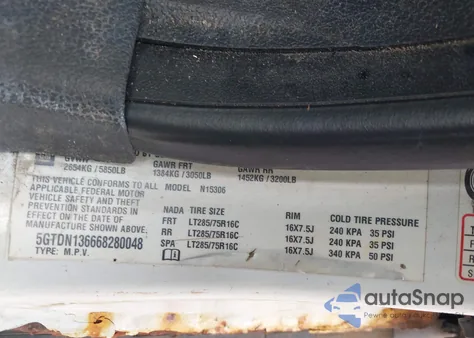 GVWR GAWR FRT GAWR RR
2654KG / 5850LB 1384KG / 3050LB 1452KG / 3200LB
THIS VEHICLE CONFORMS TO ALL MODEL N15306
APPLICABLE FEDERAL MOTOR
VEHICLE SAFETY AND THEFT
EFFECT ON THE DATE OF
MANUFACTURE SHOWN ABOVE.
5GTDN136668280048
TYPE: M.P.V.
NADA TIRE SIZE RIM COLD TIRE PRESSURE
FRT LT285/75R16C 16X7.5J 240 KPA 35 PSI
RR LT285/75R16C 16X7.5J 240 KPA 35 PSI
SPA LT285/75R16C 16X7.5J 340 KPA 50 PSI
autoSnap
Pewne auto z USA